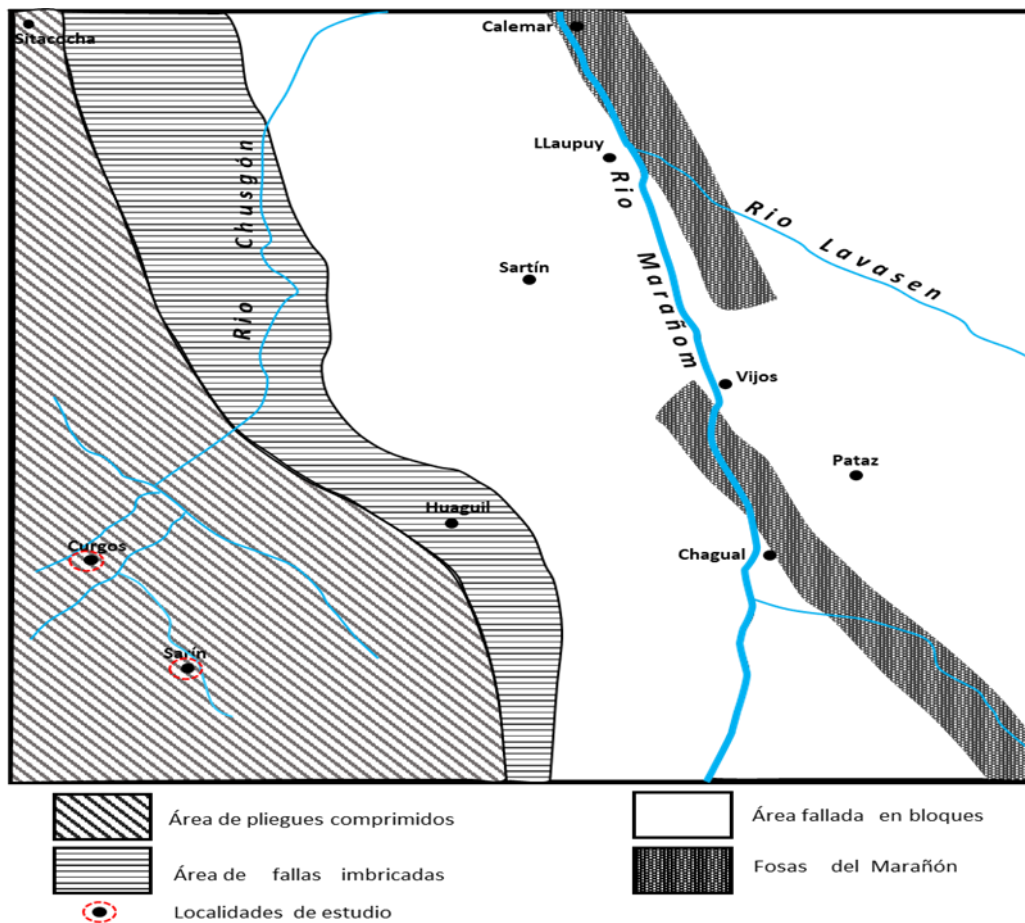 Sitacocha
Calemar
LLaupuy
Rio Chusgón
Rio Marañom
Rio Lavasen
Sartín
Vijos
Pataz
Huaguil
Curgos
Chagual
Sarín
Área de pliegues comprimidos
Área fallada en bloques
Área de fallas imbricadas
Fosas del Marañón
Localidades de estudio